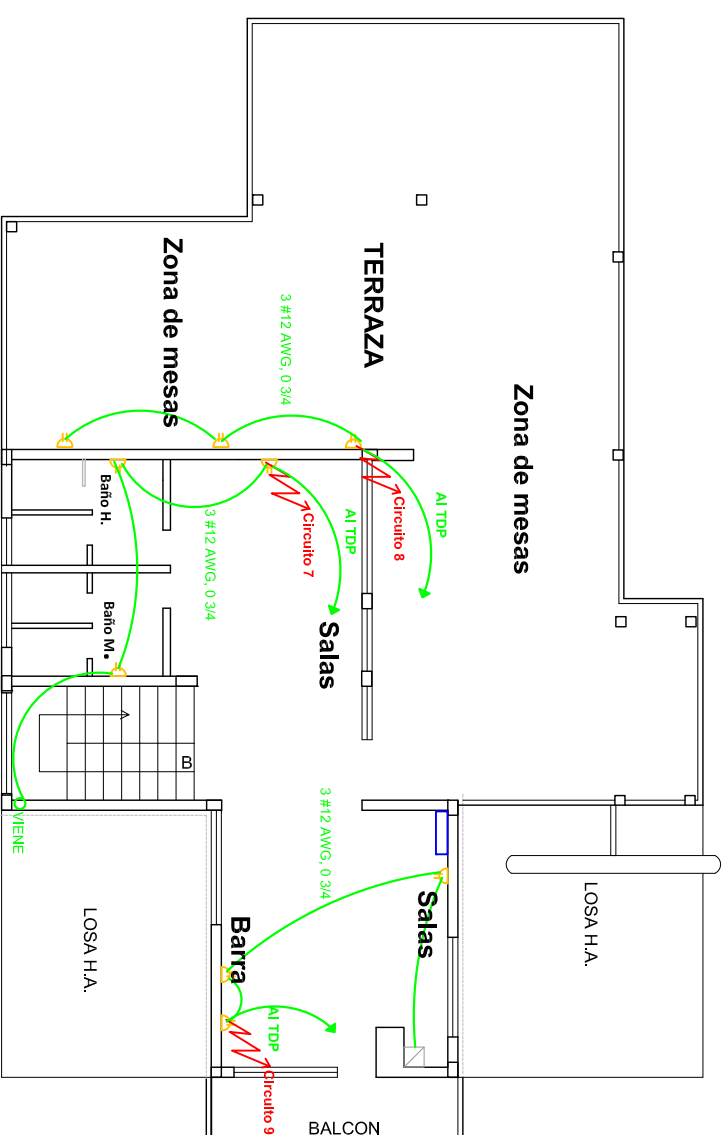 TERRAZA
Zona de mesas
Zona de mesas
3 #12 AWG, 0 3/4
Al TDP
Circuito 8
Al TDP
Circuito 7
Baño H.
3 #12 AWG, 0 3/4
Baño M.
Salas
B
VIENE
3 #12 AWG, 0 3/4
Salas
Barra
LOSA H.A.
LOSA H.A.
Al TDP
Circuito 9
BALCON